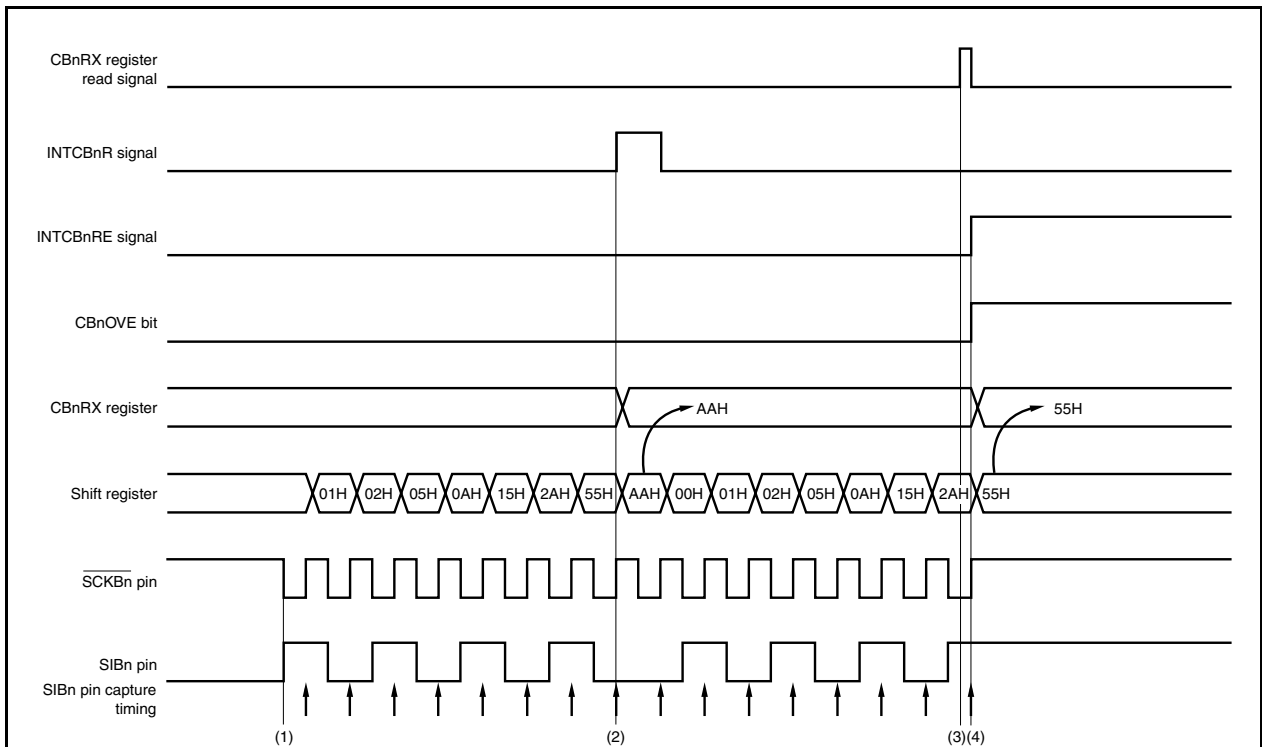 CBnRX register
read signal
INTCBnR signal
INTCBnRE signal
CBnOVE bit
CBnRX register
AAH
55H
Shift register
01H 02H 05H 0AH 15H 2AH 55H AAH 00H 01H 02H 05H 0AH 15H 2AH 55H
SCKBn pin
SIBn pin
SIBn pin capture
timing
(1)
(2)
(3)(4)